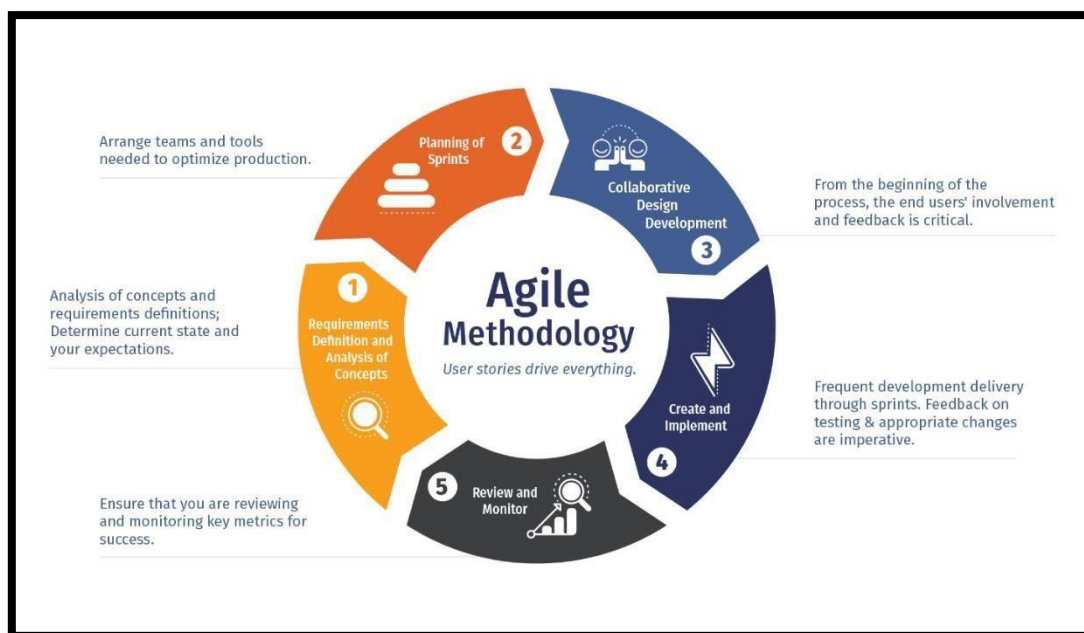 Agile
Methodology
User stories drive everything.
1
Requirements
Definition and
Analysis of
Concepts
Analysis of concepts and
requirements definitions;
Determine current state and
your expectations.
Planning of
Sprints
2
Arrange teams and tools
needed to optimize production.
Collaborative
Design
Development
3
From the beginning of the
process, the end users' involvement
and feedback is critical.
Create and
Implement
4
Frequent development delivery
through sprints. Feedback on
testing & appropriate changes
are imperative.
5
Review and
Monitor
Ensure that you are reviewing
and monitoring key metrics for
success.